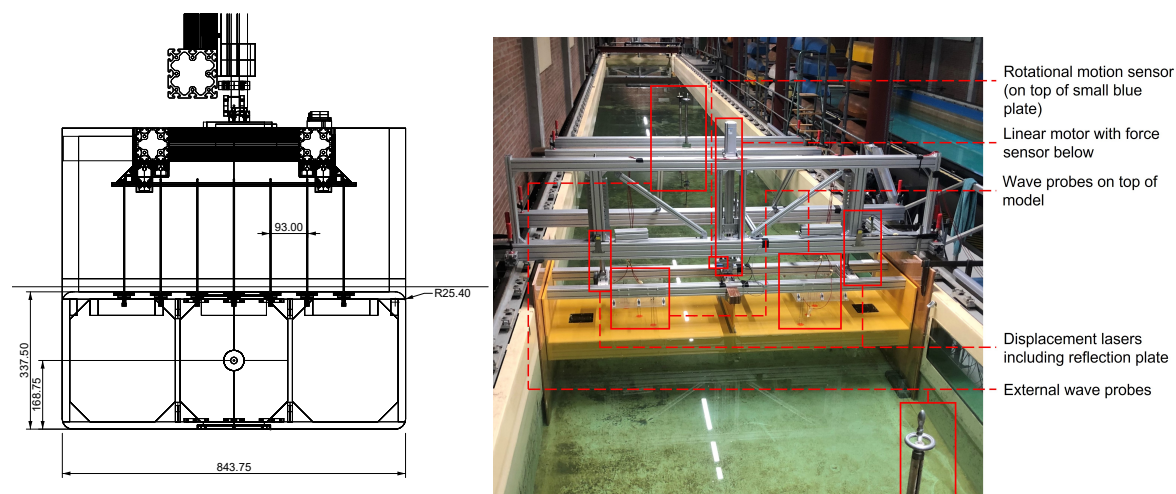 93.00
R25.40
337.50
168.75
843.75
Rotational motion sensor
(on top of small blue
plate)
Linear motor with force
sensor below
Wave probes on top of
model
Displacement lasers
including reflection plate
External wave probes